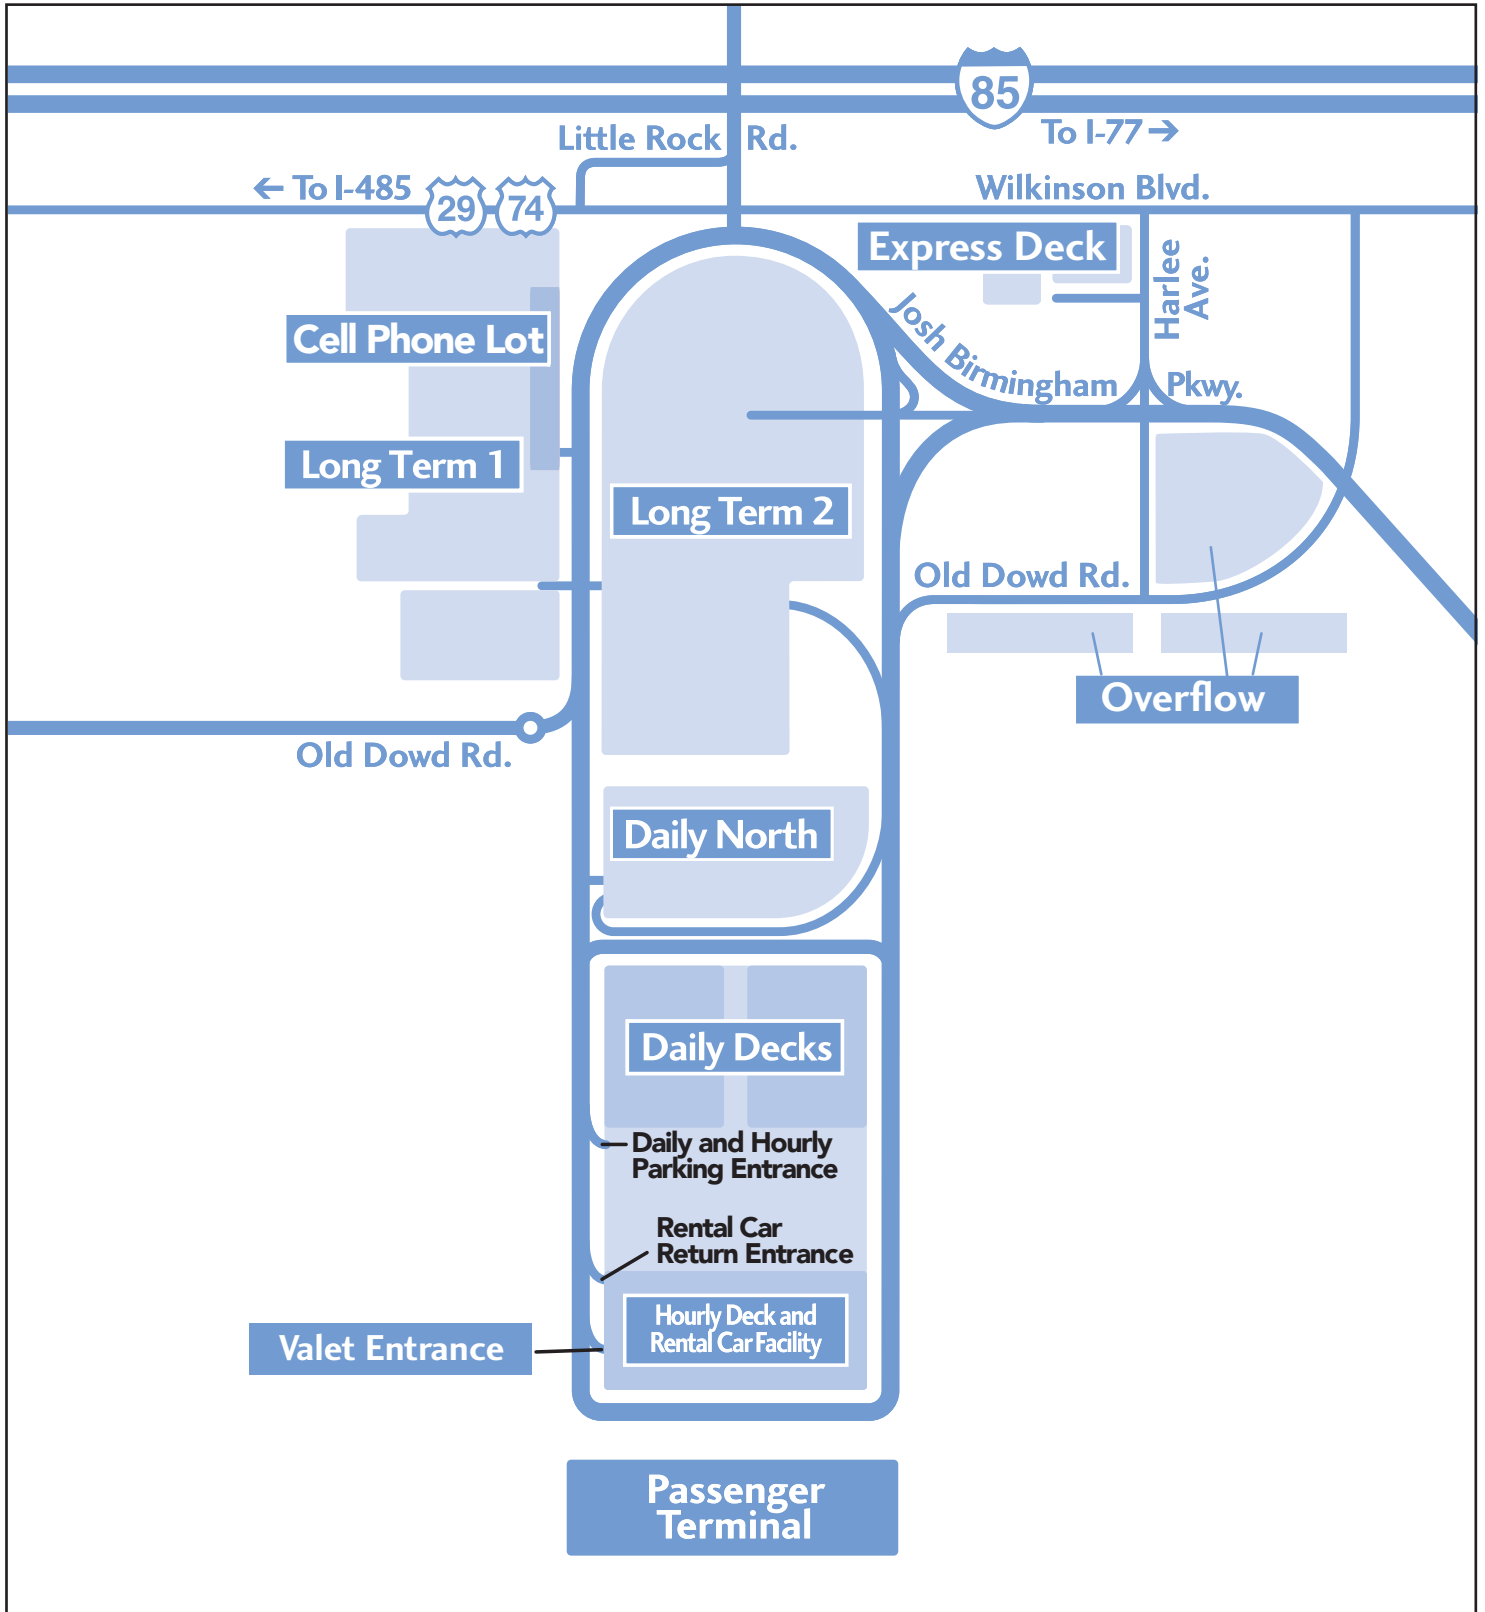 85
Little Rock Rd.
To I-77 →
← To I-485
29
74
Wilkinson Blvd.
Express Deck
Harlee
Ave.
Cell Phone Lot
Josh Birmingham Pkwy.
Long Term 1
Long Term 2
Old Dowd Rd.
Overflow
Old Dowd Rd.
Daily North
Daily Decks
Daily and Hourly
Parking Entrance
Rental Car
Return Entrance
Hourly Deck and
Rental Car Facility
Valet Entrance
Passenger
Terminal